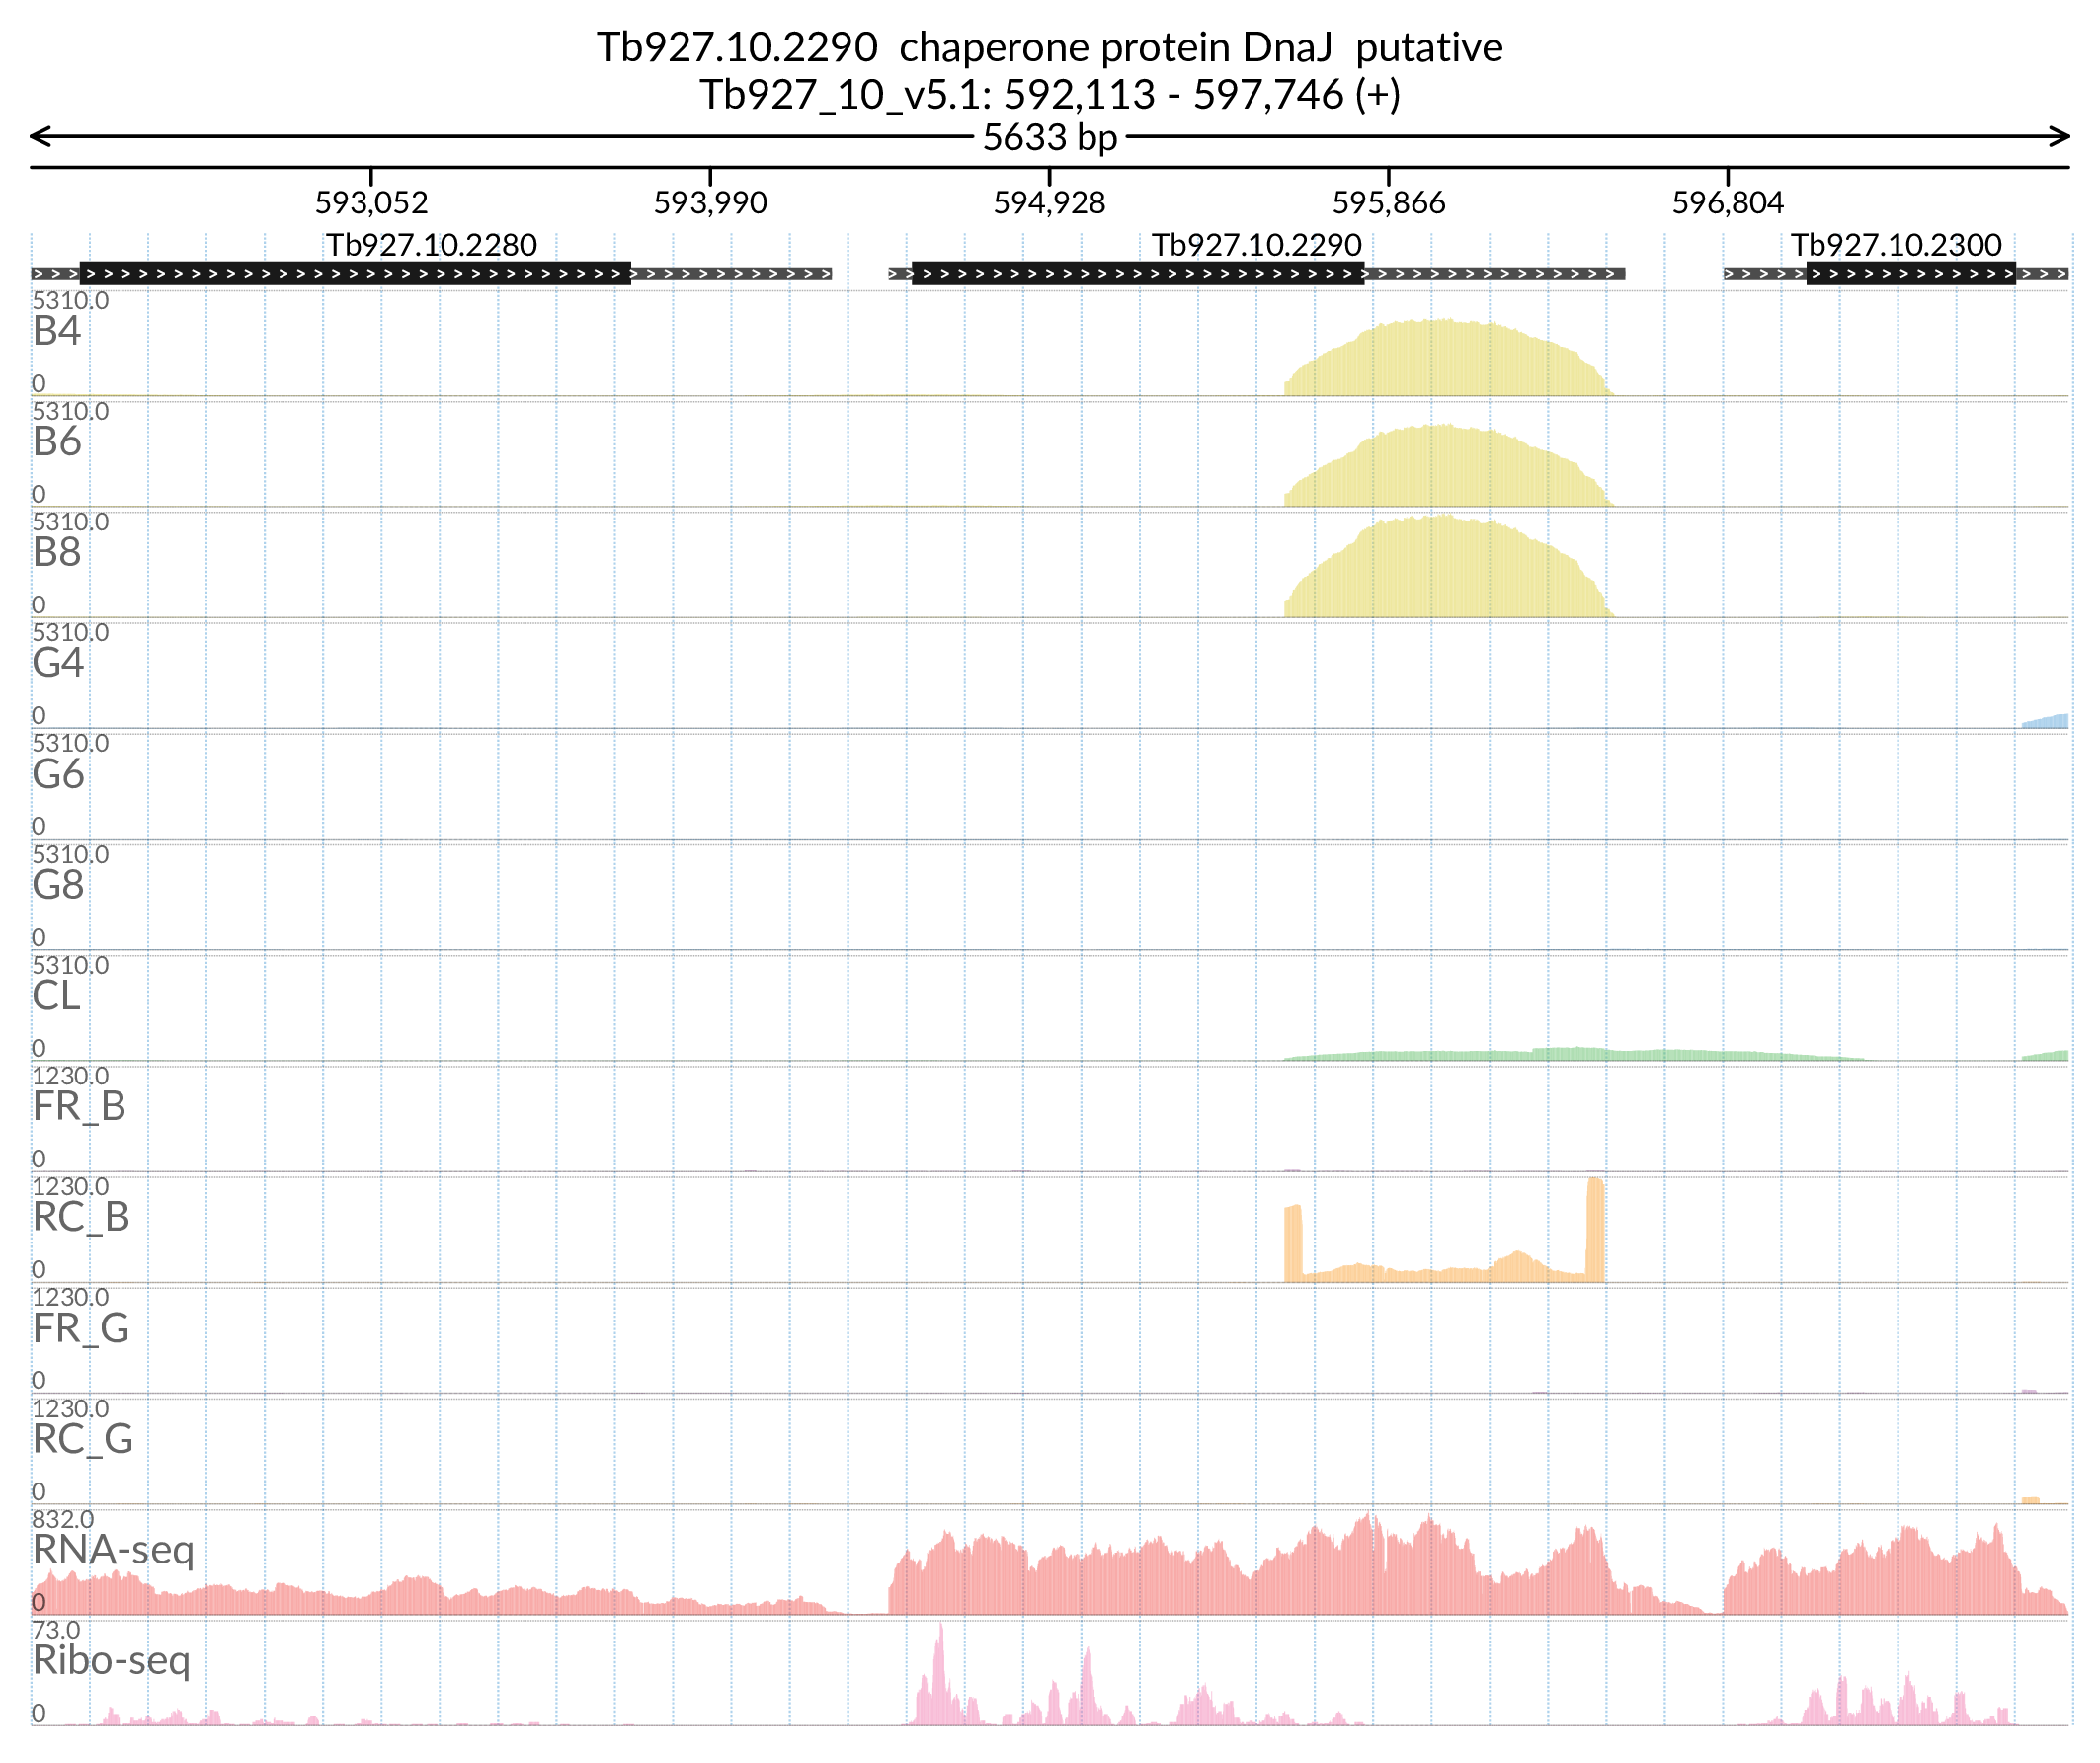 Tb927.10.2290  chaperone protein DnaJ  putative
Tb927_10_v5.1: 592,113 - 597,746 (+)
5633 bp
593,052 593,990 594,928 595,866 596,804
Tb927.10.2280 Tb927.10.2290 Tb927.10.2300
5310.0
B4
0
5310.0
B6
0
5310.0
B8
0
5310.0
G4
0
5310.0
G6
0
5310.0
G8
0
5310.0
CL
0
1230.0
FR_B
0
1230.0
RC_B
0
1230.0
FR_G
0
1230.0
RC_G
0
832.0
RNA-seq
0
73.0
Ribo-seq
0